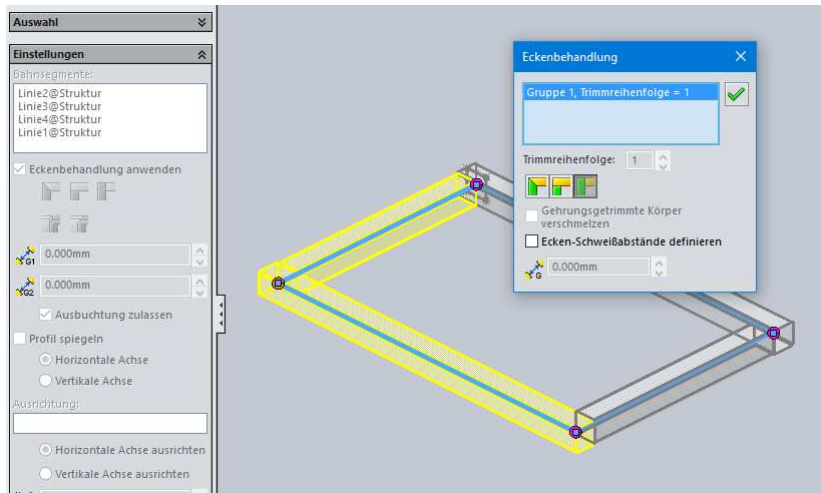 Auswahl
Einstellungen
Bahnsegmente:
Linie2@Struktur
Linie3@Struktur
Linie4@Struktur
Linie1@Struktur
Eckenbehandlung anwenden
G1
0.000mm
G2
0.000mm
Ausbuchtung zulassen
Profil spiegeln
Horizontale Achse
Vertikale Achse
Ausrichtung:
Horizontale Achse ausrichten
Vertikale Achse ausrichten
Eckenbehandlung
Gruppe 1, Trimmreihenfolge = 1
Trimmreihenfolge: 1
Gehrungsgetrimmte Körper
verschmelzen
Ecken-Schweißabstände definieren
G
0.000mm